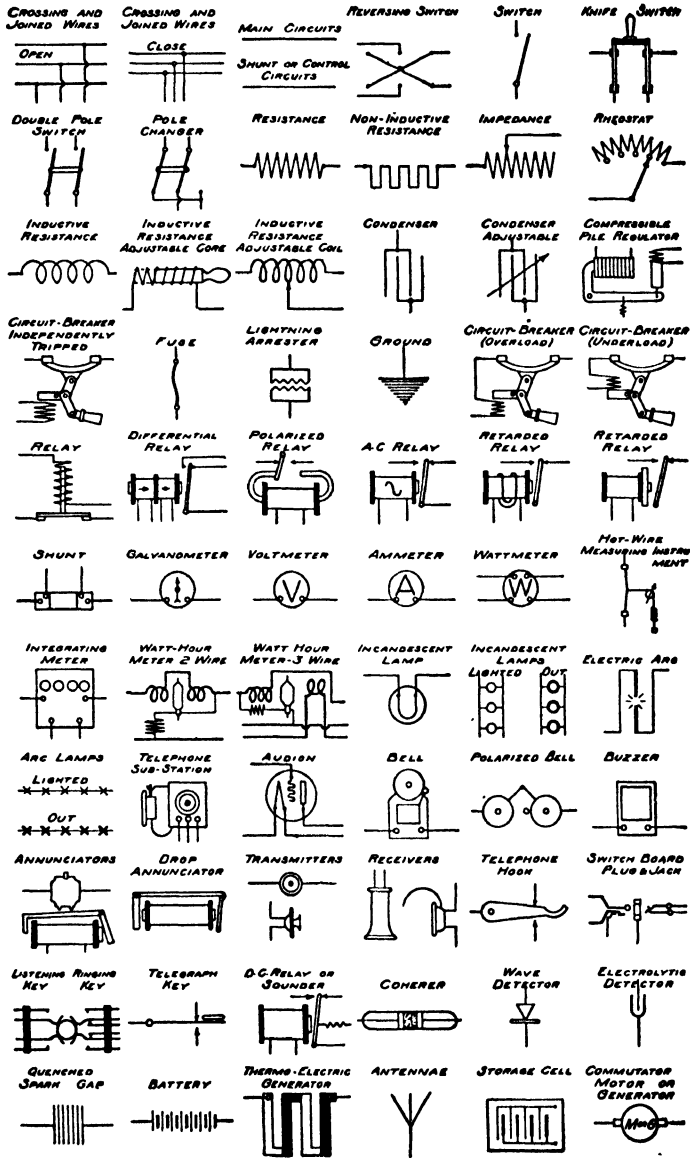 CROSSING AND
JOINED WIRES
OPEN
CROSSING AND
JOINED WIRES
CLOSE
MAIN CIRCUITS
SHUNT OR CONTROL
CIRCUITS
REVERSING SWITCH
SWITCH
KNIFE SWITCH
DOUBLE POLE
SWITCH
POLE
CHANGER
RESISTANCE
NON-INDUCTIVE
RESISTANCE
IMPEDANCE
RHEOSTAT
INDUCTIVE
RESISTANCE
INDUCTIVE
RESISTANCE
ADJUSTABLE CORE
INDUCTIVE
RESISTANCE
ADJUSTABLE COIL
CONDENSER
CONDENSER
ADJUSTABLE
COMPRESSIBLE
PILE REGULATOR
CIRCUIT-BREAKER
INDEPENDENTLY
TRIPPED
FUSE
LIGHTNING
ARRESTER
GROUND
CIRCUIT-BREAKER
(OVERLOAD)
CIRCUIT-BREAKER
(UNDERLOAD)
RELAY
DIFFERENTIAL
RELAY
POLARIZED
RELAY
A.C RELAY
RETARDED
RELAY
RETARDED
RELAY
SHUNT
GALVANOMETER
VOLTMETER
V
AMMETER
A
WATTMETER
W
HOT-WIRE
MEASURING INSTRU
MENT
INTEGRATING
METER
WATT-HOUR
METER 2 WIRE
WATT HOUR
METER-3 WIRE
INCANDESCENT
LAMP
INCANDESCENT
LAMPS
LIGHTED OUT
ELECTRIC ARC
ARC LAMPS
LIGHTED
OUT
TELEPHONE
SUB-STATION
AUDION
BELL
POLARIZED BELL
BUZZER
ANNUNCIATORS
DROP
ANNUNCIATOR
TRANSMITTERS
RECEIVERS
TELEPHONE
HOOK
SWITCH BOARD
PLUG & JACK
LISTENING RINGING
KEY KEY
TELEGRAPH
KEY
D.C. RELAY OR
SOUNDER
COHERER
WAVE
DETECTOR
ELECTROLYTIC
DETECTOR
QUENCHED
SPARK GAP
BATTERY
THERMO-ELECTRIC
GENERATOR
ANTENNAE
STORAGE CELL
COMMUTATOR
MOTOR OR
GENERATOR
M OR G